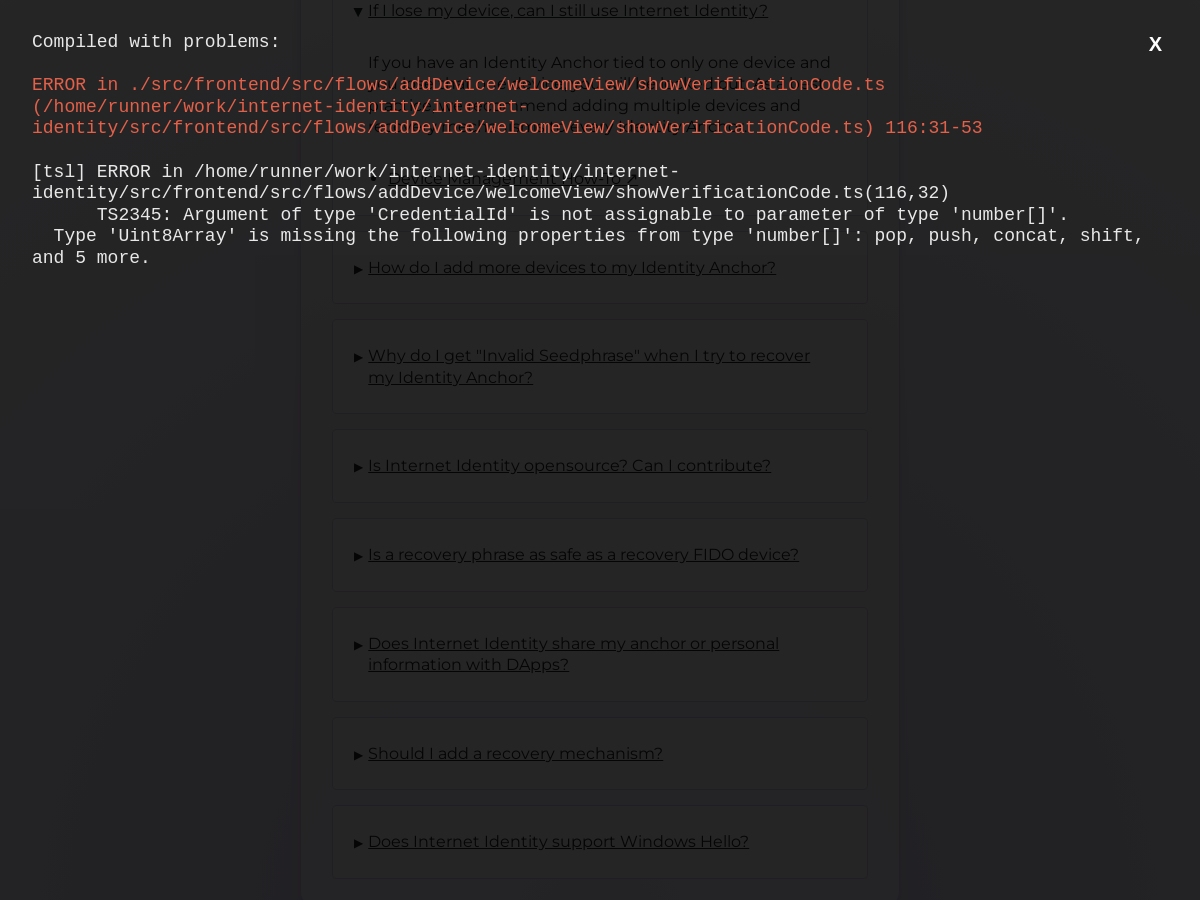 ▼ If I lose my device, can I still use Internet Identity?
Compiled with problems:
X
If you have an Identity Anchor tied to only one device and
ERROR in ./src/frontend/src/flows/addDevice/welcomeView/showVerificationCode.ts
(/home/runner/work/internet-identity/internet-
mmend adding multiple devices and
identity/src/frontend/src/flows/addDevice/welcomeView/showVerificationCode.ts) 116:31-53
[tsl] ERROR in /home/runner/work/internet-identity/internet-
Device Management How-To
identity/src/frontend/src/flows/addDevice/welcomeView/showVerificationCode.ts(116,32)
TS2345: Argument of type 'CredentialId' is not assignable to parameter of type 'number[]'.
Type 'Uint8Array' is missing the following properties from type 'number[]': pop, push, concat, shift,
and 5 more.
▶ How do I add more devices to my Identity Anchor?
▶ Why do I get "Invalid Seedphrase" when I try to recover
my Identity Anchor?
▶ Is Internet Identity opensource? Can I contribute?
▶ Is a recovery phrase as safe as a recovery FIDO device?
▶ Does Internet Identity share my anchor or personal
information with DApps?
▶ Should I add a recovery mechanism?
▶ Does Internet Identity support Windows Hello?